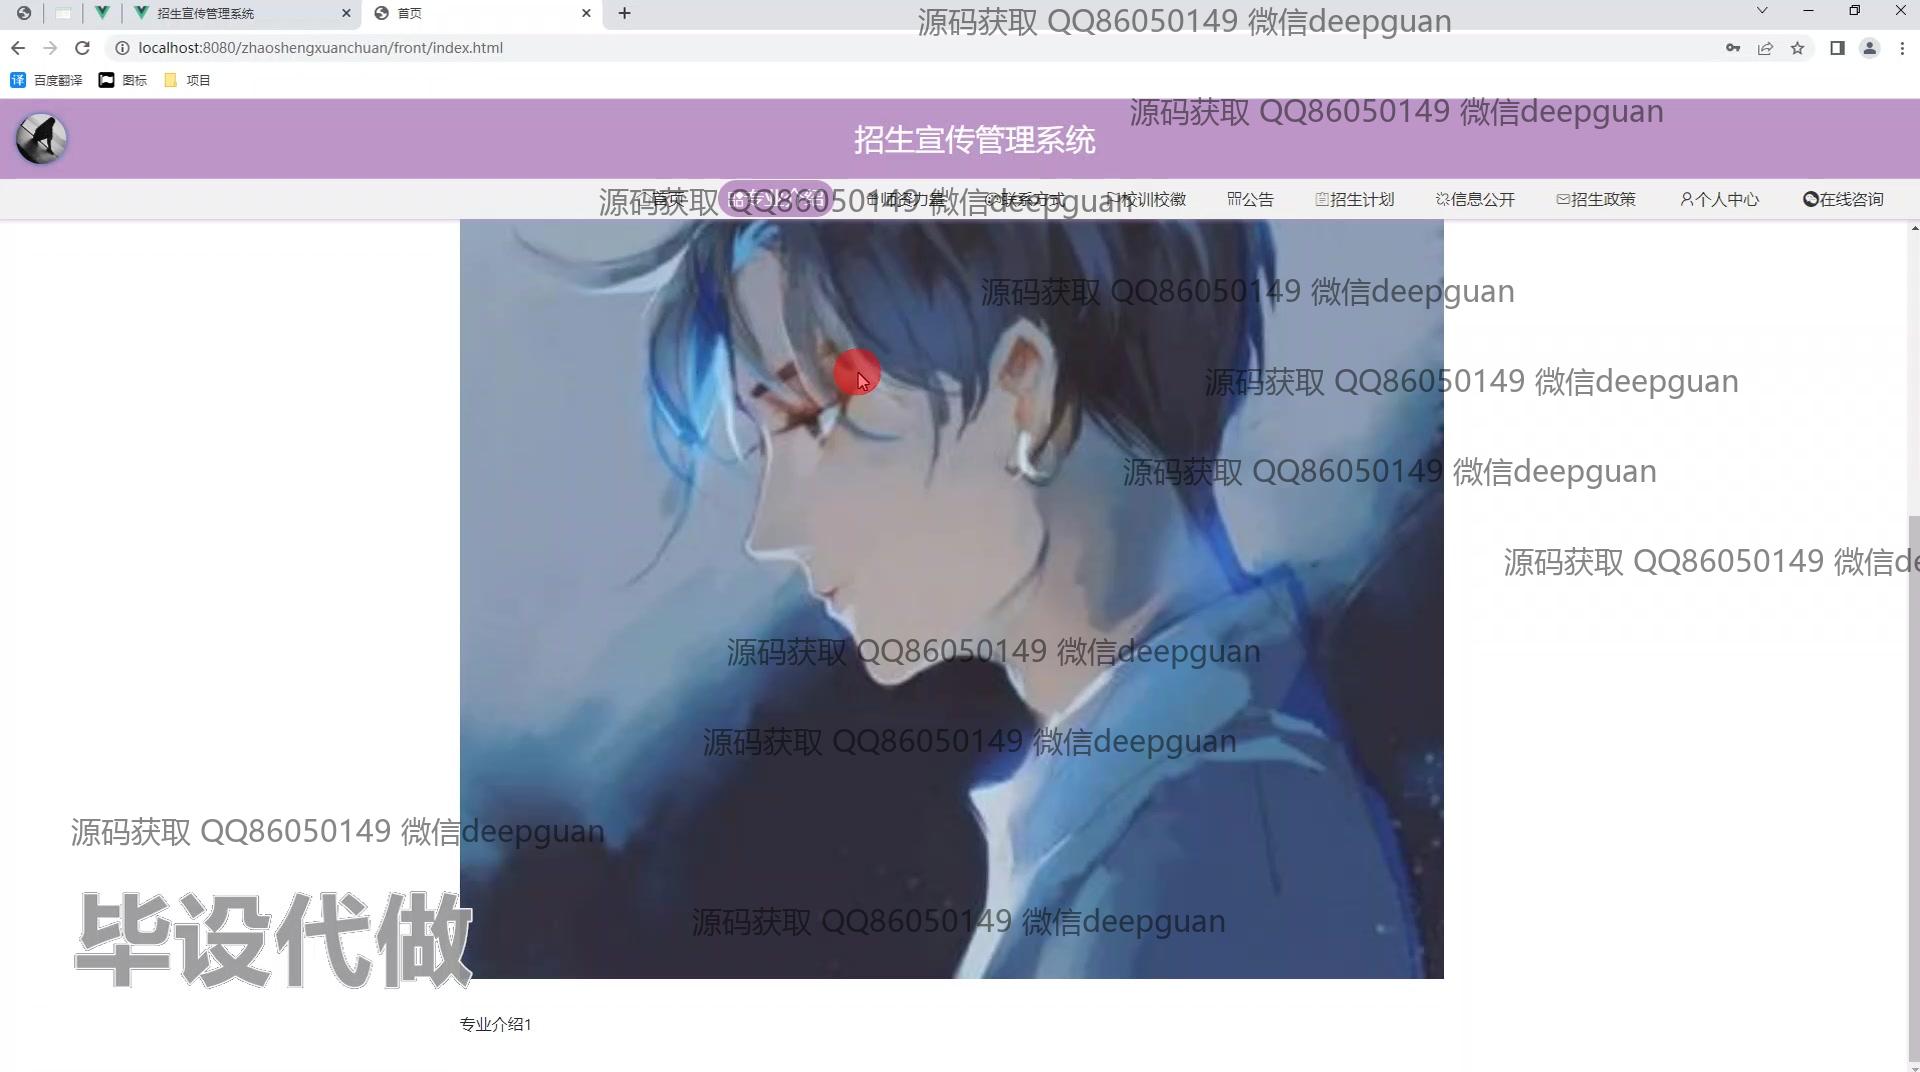 招生宣传管理系统
首页
源码获取 QQ86050149 微信deepguan
localhost:8080/zhaoshengxuanchuan/front/index.html
译 百度翻译 图标 项目
源码获取 QQ86050149 微信deepguan
招生宣传管理系统
首页 专业介绍 师资力量 联系方式 校训校徽 公告 招生计划 信息公开 招生政策 个人中心 在线咨询
源码获取 QQ86050149 微信deepguan
源码获取 QQ86050149 微信deepguan
源码获取 QQ86050149 微信deepguan
源码获取 QQ86050149 微信deepguan
源码获取 QQ86050149 微信de
源码获取 QQ86050149 微信deepguan
源码获取 QQ86050149 微信deepguan
源码获取 QQ86050149 微信deepguan
源码获取 QQ86050149 微信deepguan
毕设代做
专业介绍1